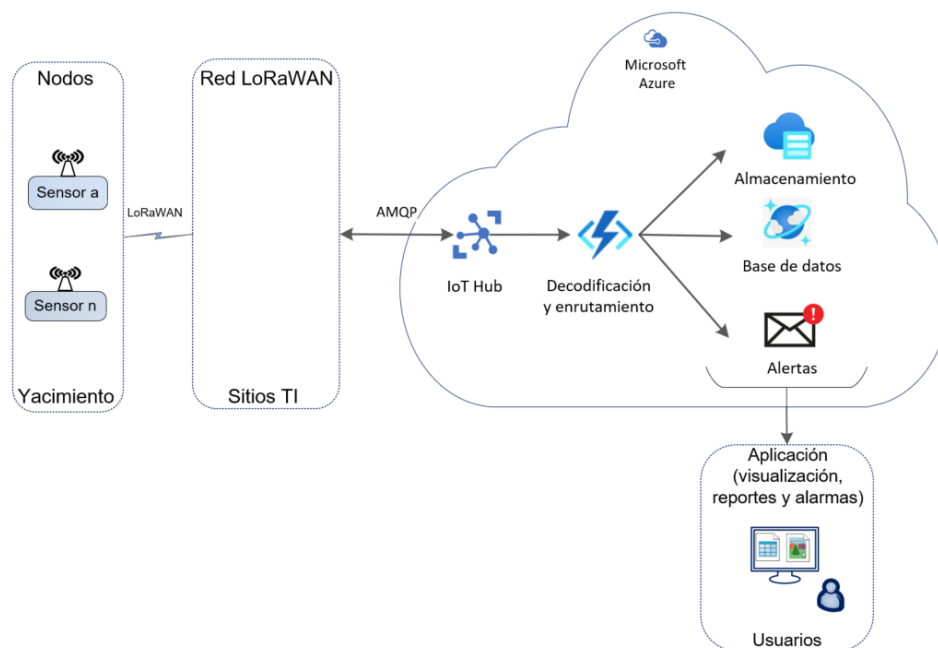 Nodos
Sensor a
Sensor n
Yacimiento
LoRaWAN
Red LoRaWAN
Sitios TI
AMQP
Microsoft
Azure
IoT Hub
Decodificación
y enrutamiento
Almacenamiento
Base de datos
Alertas
Aplicación
(visualización,
reportes y alarmas)
Usuarios